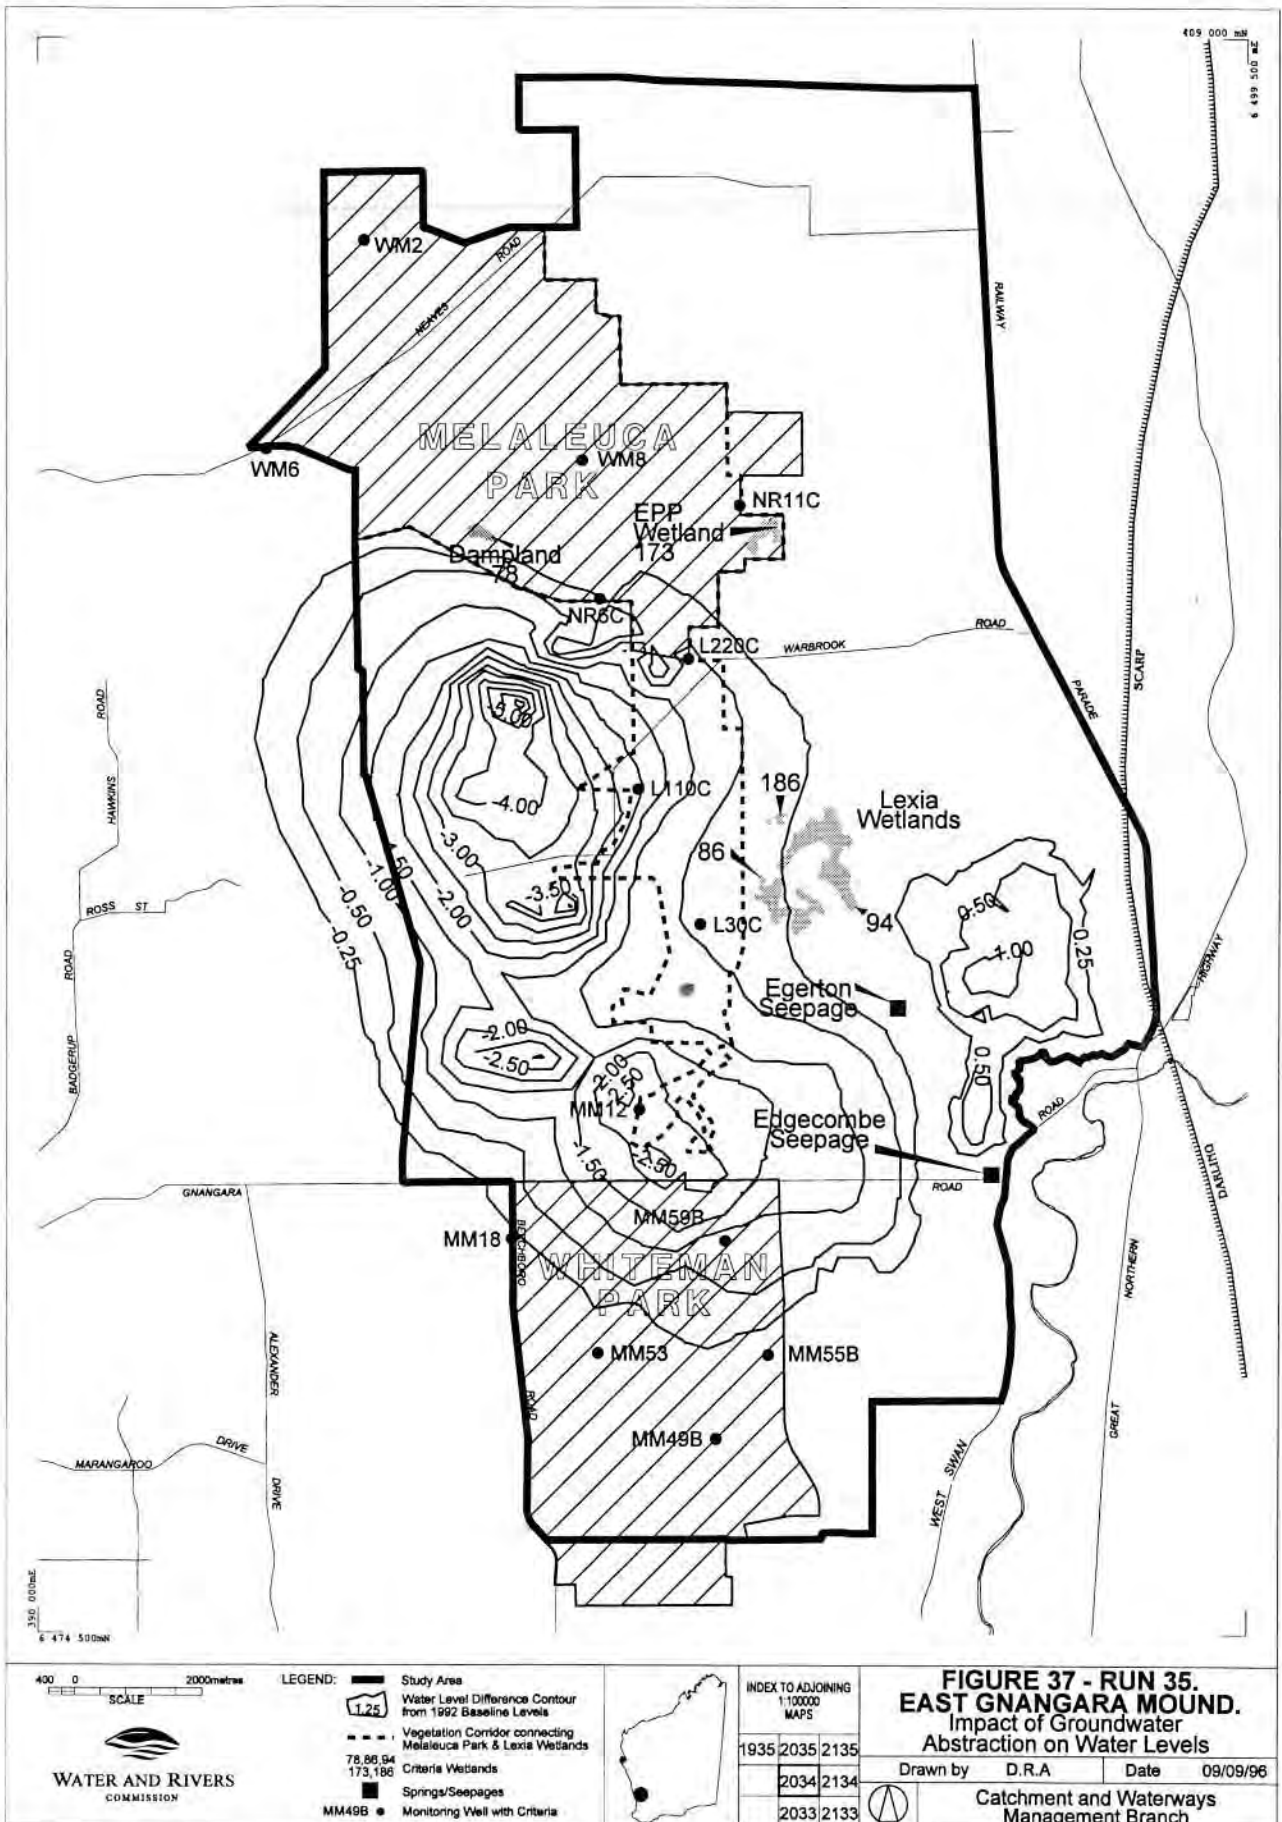 409 000 mN
6 499 500 mE
WM2
NEAVES
ROAD
RAILWAY
MELALEUCA
PARK
WM6
WM8
NR11C
EPP
Wetland
173
Dampland
78
NR6C
L220C
WARBROOK
ROAD
PARADE
SCARP
ROAD
HAWKINS
-5.00
-4.00
L110C
186
Lexia
Wetlands
86
94
-3.00
-3.50
-1.50
-1.00
-2.00
-0.50
-0.25
ROSS ST
L30C
0.50
-0.25
-1.00
HIGHWAY
ROAD
BADGERUP
Egerton
Seepage
-2.00
-2.50
0.50
2.00
2.50
MM12
Edgecombe
Seepage
ROAD
-1.50
-2.50
GNANGARA
ROAD
DARLING
MM59B
MM18
BEECHBORO
WHITEMAN
PARK
NORTHERN
ALEXANDER
MM53
MM55B
ROAD
MM49B
GREAT
DRIVE
MARANGAROO
DRIVE
WEST SWAN
390 000mE
6 474 500mN
400 0 2000metres
SCALE
WATER AND RIVERS
COMMISSION
LEGEND:
Study Area
1.25
Water Level Difference Contour
from 1992 Baseline Levels
Vegetation Corridor connecting
Melaleuca Park & Lexia Wetlands
78,86,94
173,186
Criteria Wetlands
Springs/Seepages
MM49B
Monitoring Well with Criteria
INDEX TO ADJOINING
1:100000
MAPS
1935 2035 2135
2034 2134
2033 2133
FIGURE 37 - RUN 35.
EAST GNANGARA MOUND.
Impact of Groundwater
Abstraction on Water Levels
Drawn by D.R.A Date 09/09/96
Catchment and Waterways
Management Branch